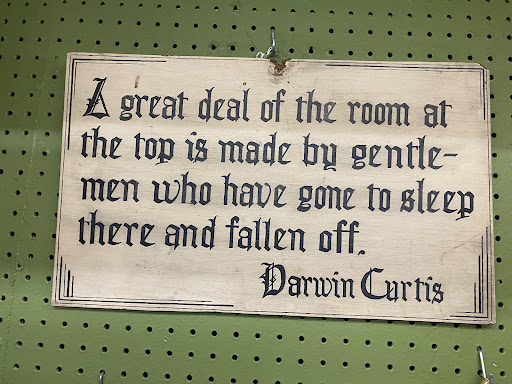 A great deal of the room at
the top is made by gentle-
men who have gone to sleep
there and fallen off.
Darwin Curtis